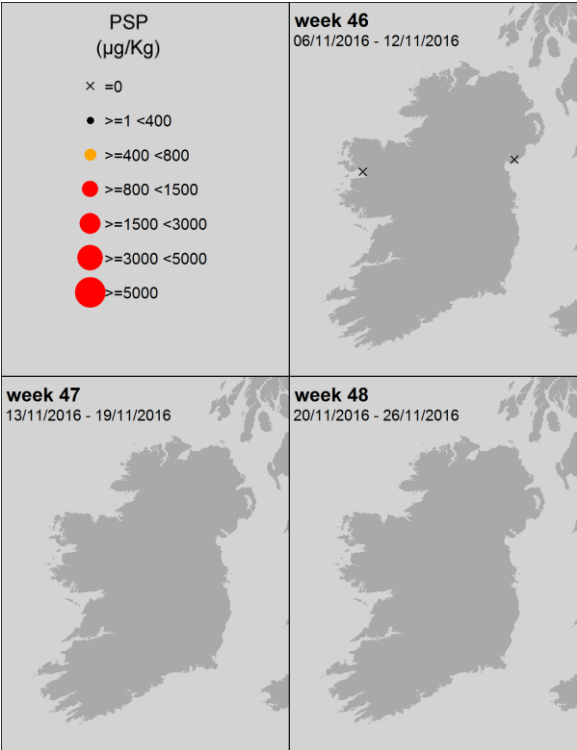 PSP
(µg/Kg)
× =0
>=1 <400
>=400 <800
>=800 <1500
>=1500 <3000
>=3000 <5000
>=5000
week 46
06/11/2016 - 12/11/2016
week 47
13/11/2016 - 19/11/2016
week 48
20/11/2016 - 26/11/2016